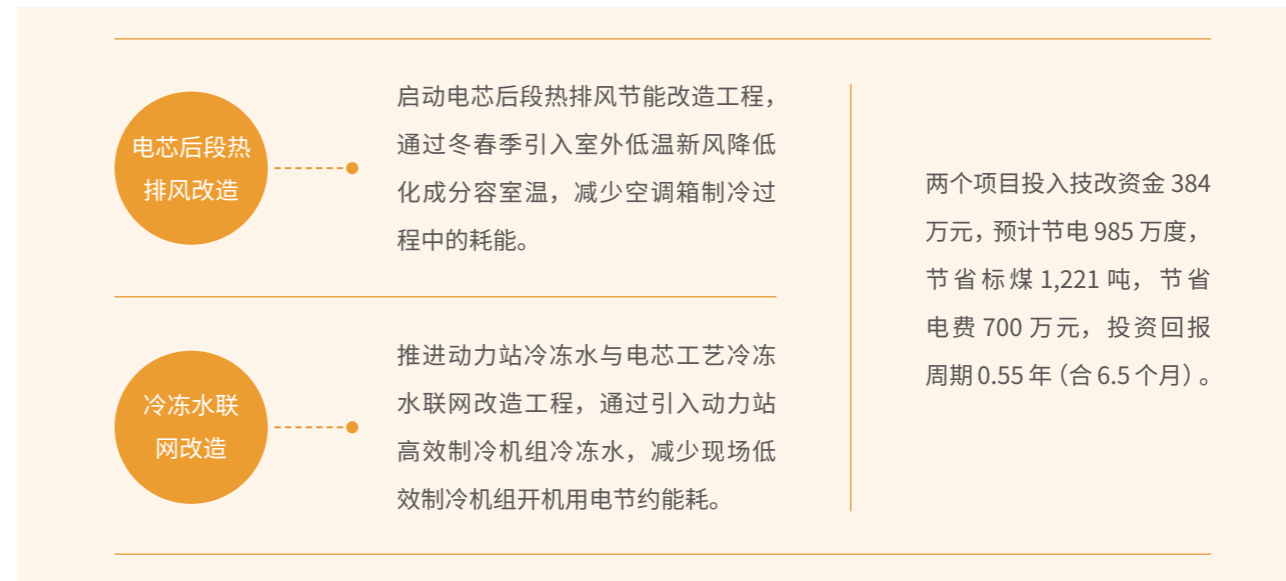 电芯后段热
排风改造
启动电芯后段热排风节能改造工程，
通过冬春季引入室外低温新风降低
化成分容室温，减少空调箱制冷过
程中的耗能。
冷冻水联
网改造
推进动力站冷冻水与电芯工艺冷冻
水联网改造工程，通过引入动力站
高效制冷机组冷冻水，减少现场低
效制冷机组开机用电节约能耗。
两个项目投入技改资金 384
万元，预计节电 985 万度，
节省标煤 1,221 吨，节省
电费 700 万元，投资回报
周期 0.55 年（合 6.5 个月）。